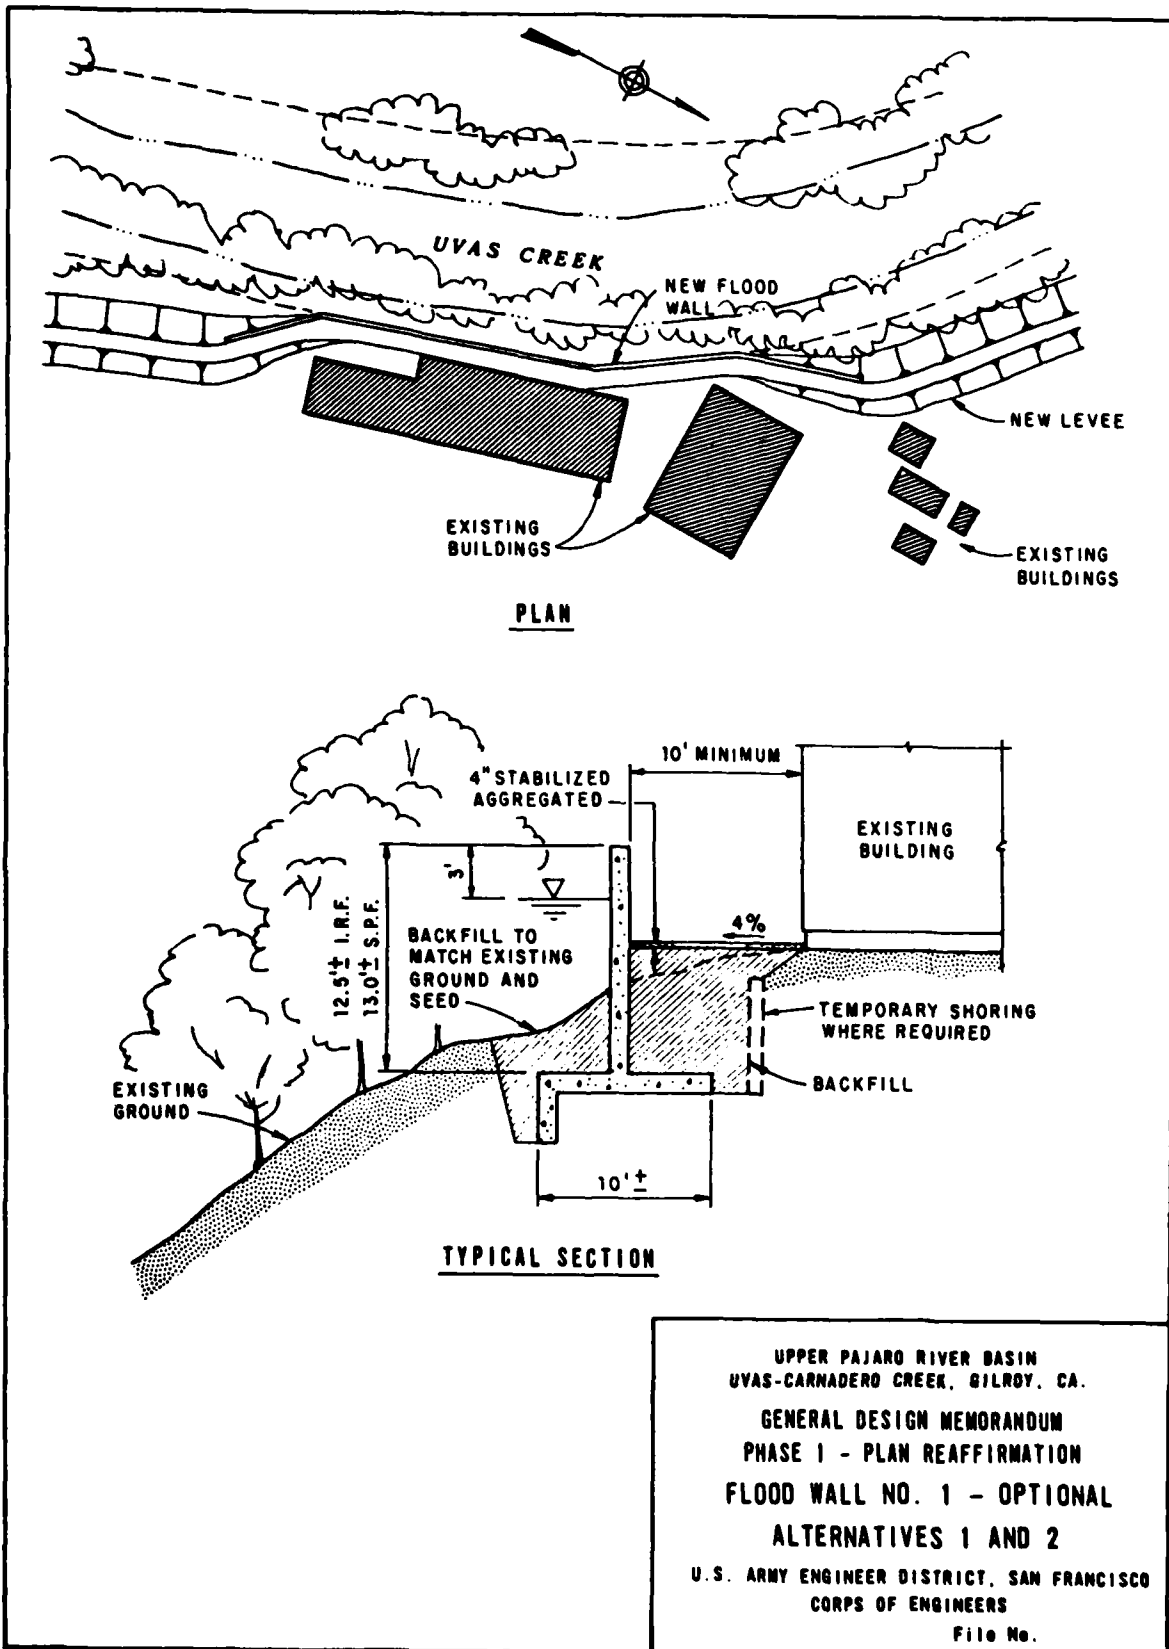 UVAS CREEK
NEW FLOOD
WALL
NEW LEVEE
EXISTING
BUILDINGS
EXISTING
BUILDINGS
PLAN
10' MINIMUM
4" STABILIZED
AGGREGATED
EXISTING
BUILDING
3'
12.5'± I.R.F.
13.0'± S.P.F.
4%
BACKFILL TO
MATCH EXISTING
GROUND AND
SEED
TEMPORARY SHORING
WHERE REQUIRED
BACKFILL
EXISTING
GROUND
10'±
TYPICAL SECTION
UPPER PAJARO RIVER BASIN
UVAS-CARNADERO CREEK, GILROY, CA.
GENERAL DESIGN MEMORANDUM
PHASE 1 - PLAN REAFFIRMATION
FLOOD WALL NO. 1 - OPTIONAL
ALTERNATIVES 1 AND 2
U.S. ARMY ENGINEER DISTRICT, SAN FRANCISCO
CORPS OF ENGINEERS
File No.